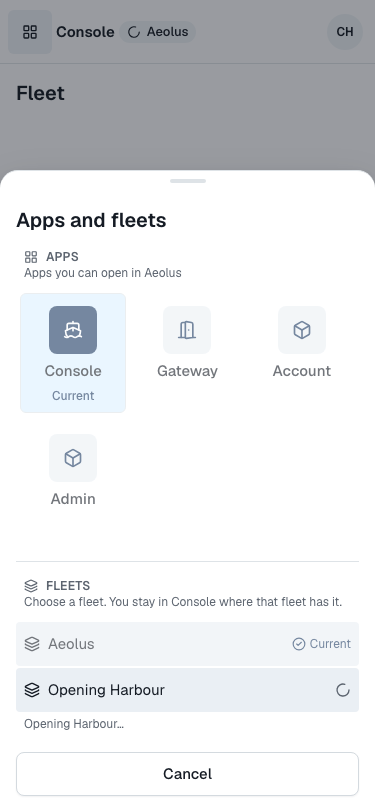 Console Aeolus CH
Fleet
Apps and fleets
APPS
Apps you can open in Aeolus
Console Gateway Account
Current
Admin
FLEETS
Choose a fleet. You stay in Console where that fleet has it.
Aeolus Current
Opening Harbour
Opening Harbour…
Cancel